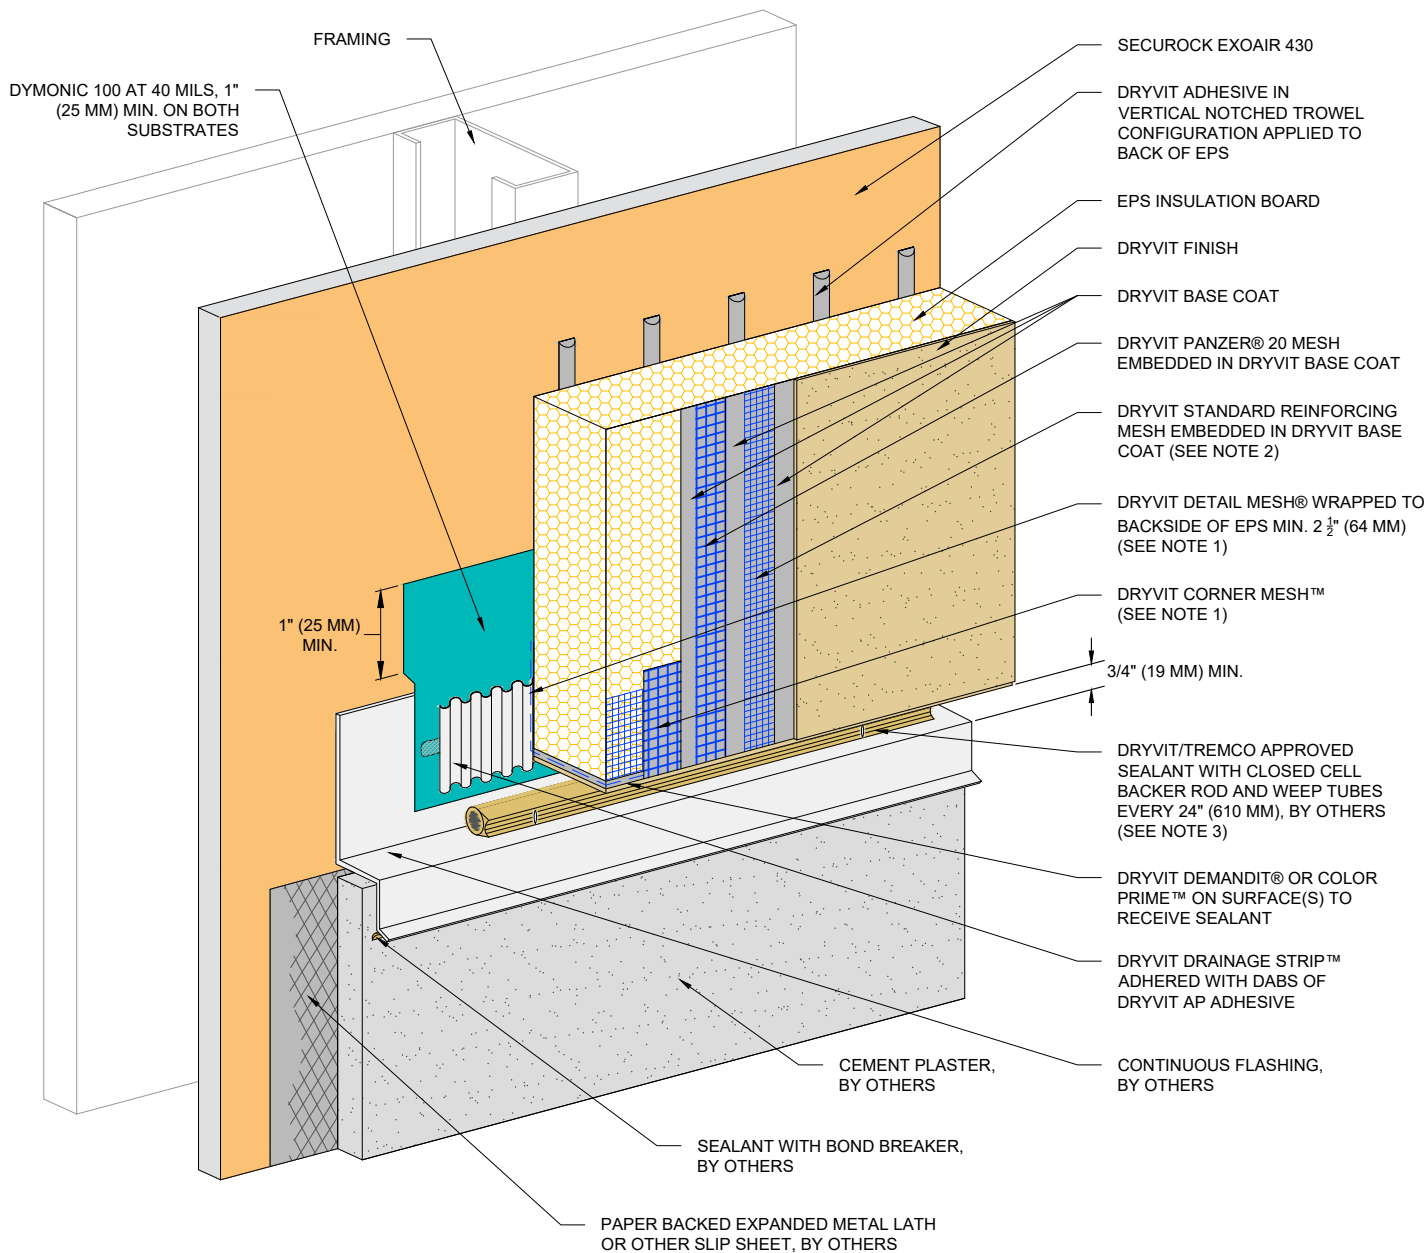 FRAMING
DYMONIC 100 AT 40 MILS, 1"
(25 MM) MIN. ON BOTH
SUBSTRATES
1" (25 MM)
MIN.
SECUROCK EXOAIR 430
DRYVIT ADHESIVE IN
VERTICAL NOTCHED TROWEL
CONFIGURATION APPLIED TO
BACK OF EPS
EPS INSULATION BOARD
DRYVIT FINISH
DRYVIT BASE COAT
DRYVIT PANZER® 20 MESH
EMBEDDED IN DRYVIT BASE COAT
DRYVIT STANDARD REINFORCING
MESH EMBEDDED IN DRYVIT BASE
COAT (SEE NOTE 2)
DRYVIT DETAIL MESH® WRAPPED TO
BACKSIDE OF EPS MIN. 2 1/2" (64 MM)
(SEE NOTE 1)
DRYVIT CORNER MESH™
(SEE NOTE 1)
3/4" (19 MM) MIN.
DRYVIT/TREMCO APPROVED
SEALANT WITH CLOSED CELL
BACKER ROD AND WEEP TUBES
EVERY 24" (610 MM), BY OTHERS
(SEE NOTE 3)
DRYVIT DEMANDIT® OR COLOR
PRIME™ ON SURFACE(S) TO
RECEIVE SEALANT
DRYVIT DRAINAGE STRIP™
ADHERED WITH DABS OF
DRYVIT AP ADHESIVE
CONTINUOUS FLASHING,
BY OTHERS
CEMENT PLASTER,
BY OTHERS
SEALANT WITH BOND BREAKER,
BY OTHERS
PAPER BACKED EXPANDED METAL LATH
OR OTHER SLIP SHEET, BY OTHERS